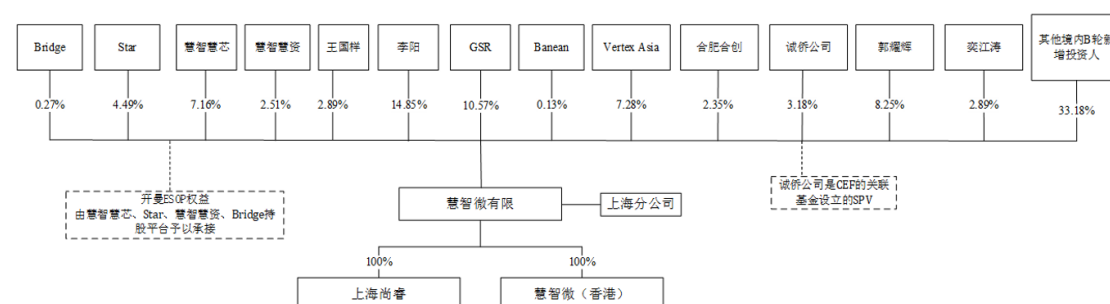 Bridge
Star
慧智慧芯
慧智慧资
王国样
李阳
GSR
Banean
Vertex Asia
合肥合创
诚侨公司
郭耀辉
奕江涛
其他境内B轮新
增投资人
0.27%
4.49%
7.16%
2.51%
2.89%
14.85%
10.57%
0.13%
7.28%
2.35%
3.18%
8.25%
2.89%
33.18%
开曼ESOP权益
由慧智慧芯、Star、慧智慧资、Bridge持
股平台予以承接
慧智微有限
上海分公司
诚侨公司是CEF的关联
基金设立的SPV
100%
100%
上海尚睿
慧智微（香港）